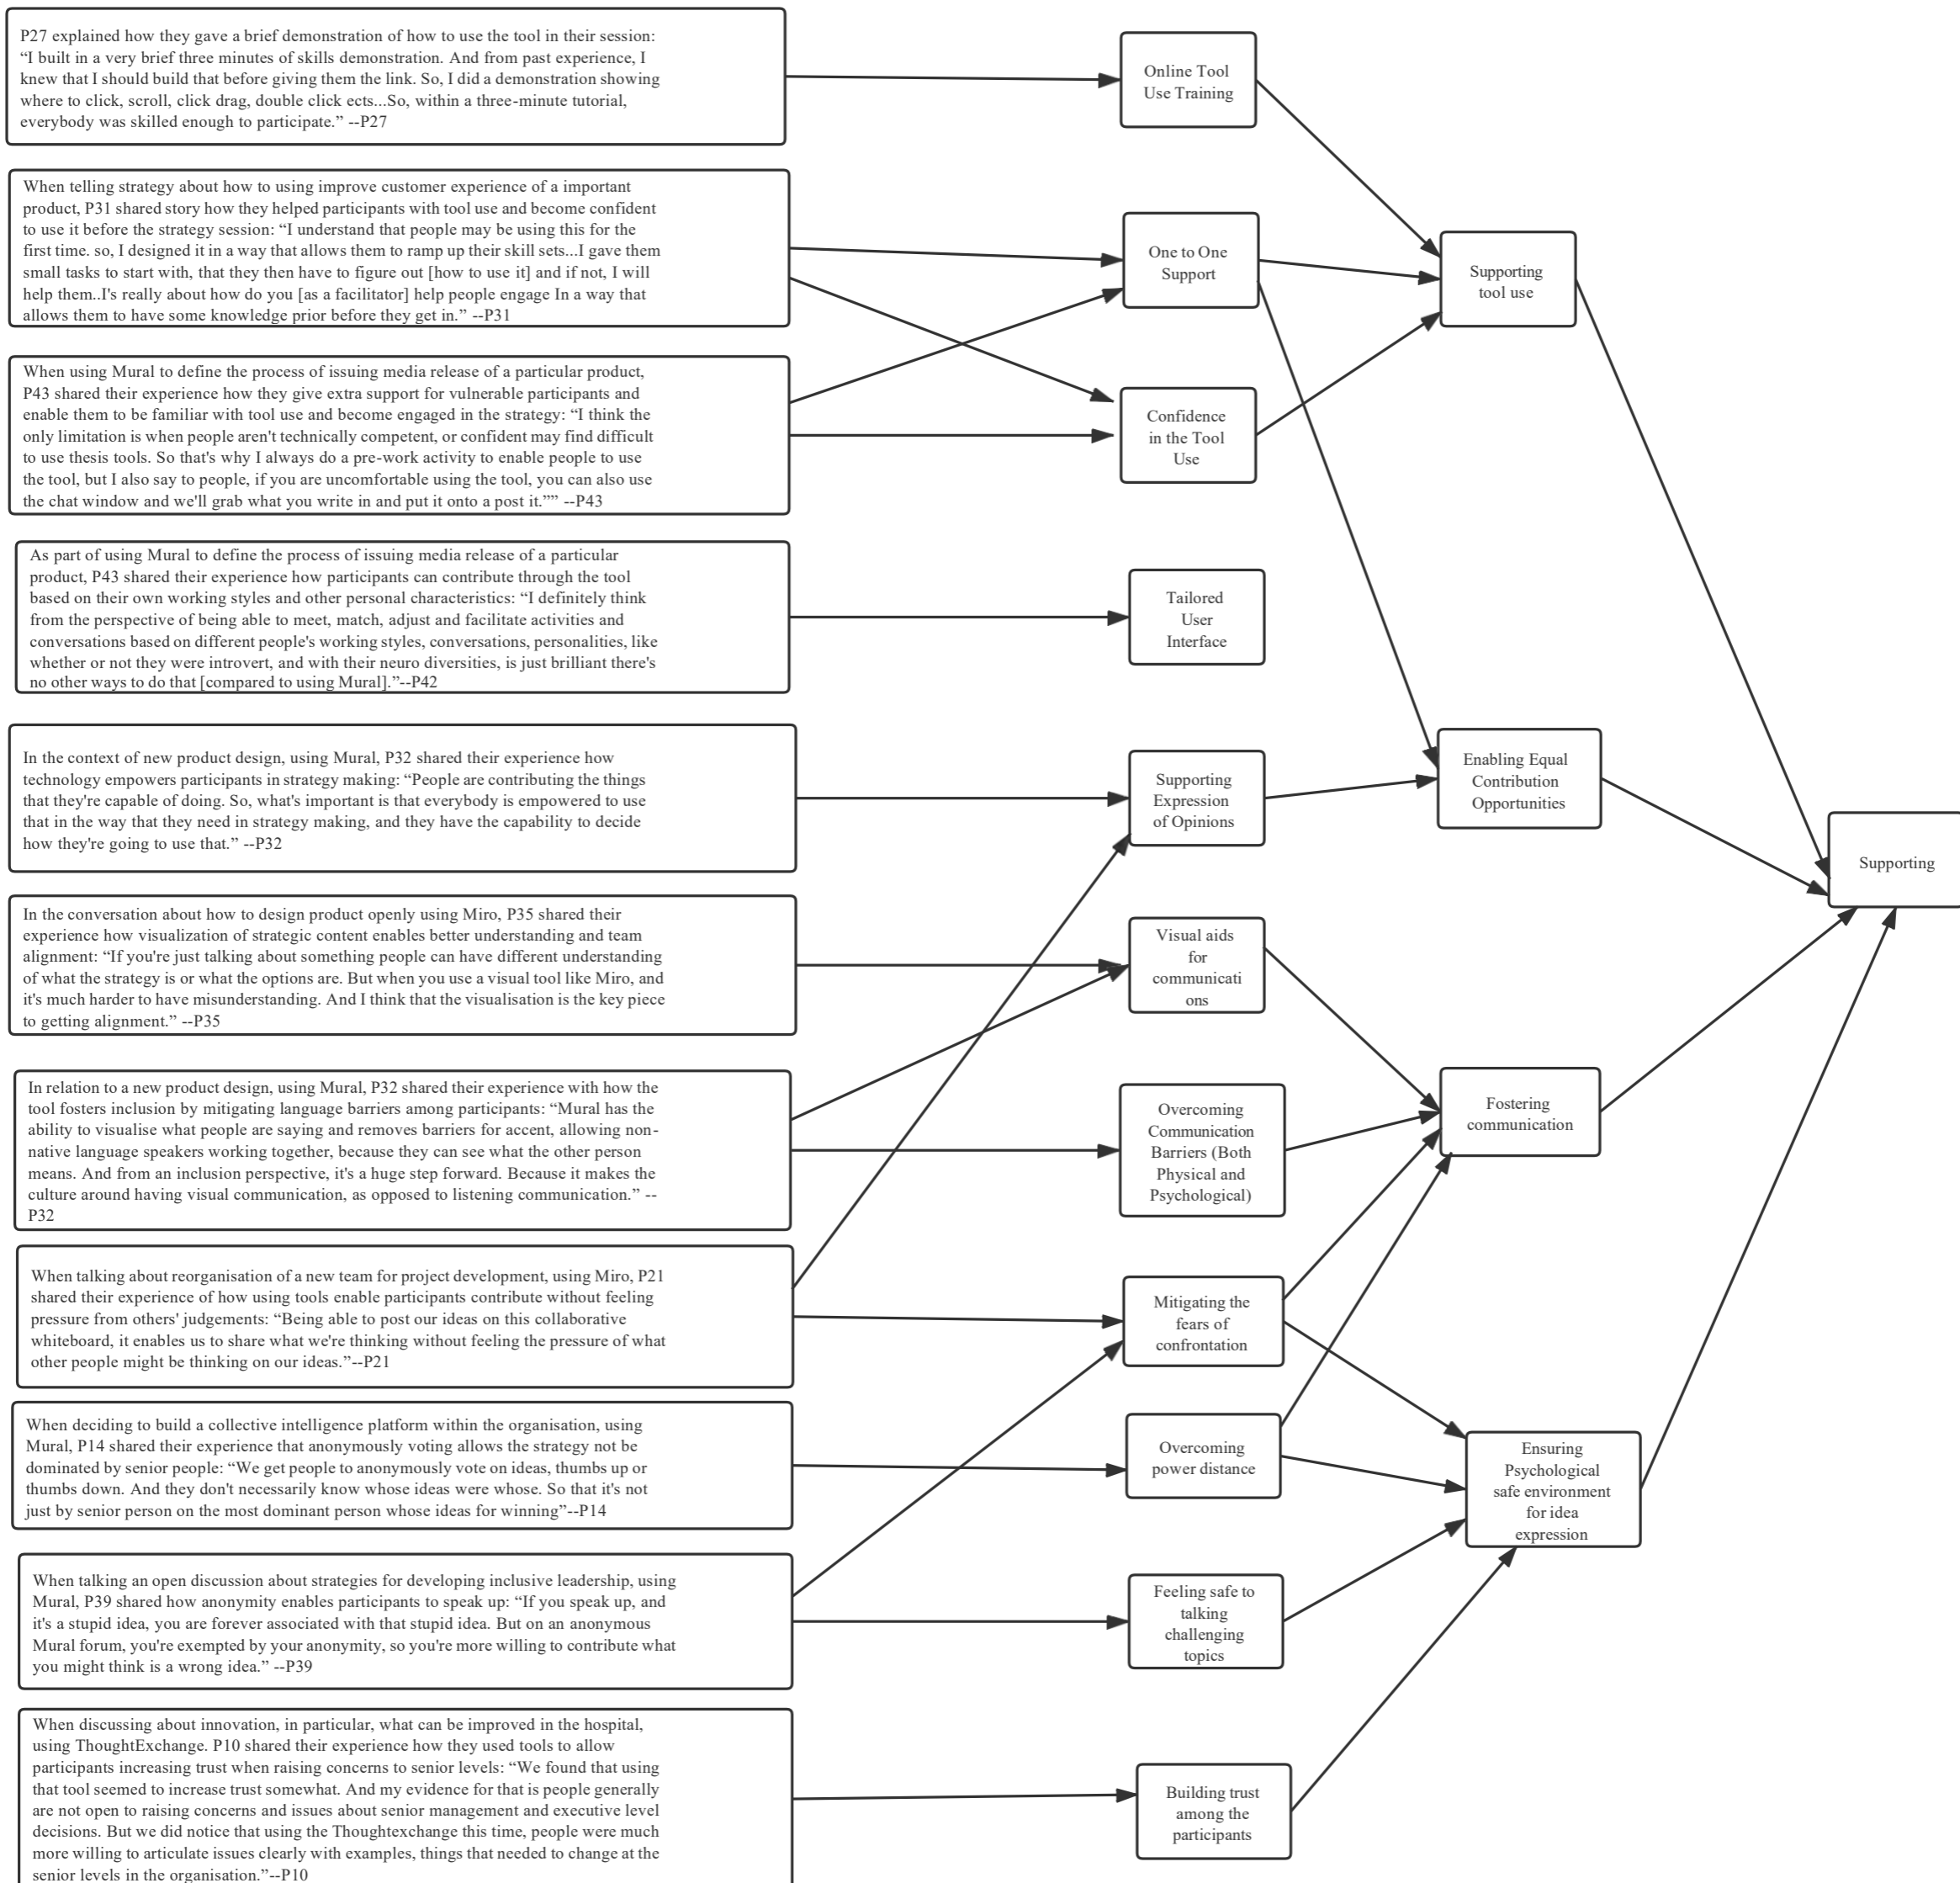 P27 explained how they gave a brief demonstration of how to use the tool in their session:
“I built in a very brief three minutes of skills demonstration. And from past experience, I
knew that I should build that before giving them the link. So, I did a demonstration showing
where to click, scroll, click drag, double click ects...So, within a three-minute tutorial,
everybody was skilled enough to participate.” --P27
When telling strategy about how to using improve customer experience of a important
product, P31 shared story how they helped participants with tool use and become confident
to use it before the strategy session: “I understand that people may be using this for the
first time. so, I designed it in a way that allows them to ramp up their skill sets...I gave them
small tasks to start with, that they then have to figure out [how to use it] and if not, I will
help them..I's really about how do you [as a facilitator] help people engage In a way that
allows them to have some knowledge prior before they get in.” --P31
When using Mural to define the process of issuing media release of a particular product,
P43 shared their experience how they give extra support for vulnerable participants and
enable them to be familiar with tool use and become engaged in the strategy: “I think the
only limitation is when people aren't technically competent, or confident may find difficult
to use thesis tools. So that's why I always do a pre-work activity to enable people to use
the tool, but I also say to people, if you are uncomfortable using the tool, you can also use
the chat window and we'll grab what you write in and put it onto a post it.”” --P43
As part of using Mural to define the process of issuing media release of a particular
product, P43 shared their experience how participants can contribute through the tool
based on their own working styles and other personal characteristics: “I definitely think
from the perspective of being able to meet, match, adjust and facilitate activities and
conversations based on different people's working styles, conversations, personalities, like
whether or not they were introvert, and with their neuro diversities, is just brilliant there's
no other ways to do that [compared to using Mural].”--P42
In the context of new product design, using Mural, P32 shared their experience how
technology empowers participants in strategy making: “People are contributing the things
that they're capable of doing. So, what's important is that everybody is empowered to use
that in the way that they need in strategy making, and they have the capability to decide
how they're going to use that.” --P32
In the conversation about how to design product openly using Miro, P35 shared their
experience how visualization of strategic content enables better understanding and team
alignment: “If you're just talking about something people can have different understanding
of what the strategy is or what the options are. But when you use a visual tool like Miro, and
it's much harder to have misunderstanding. And I think that the visualisation is the key piece
to getting alignment.” --P35
In relation to a new product design, using Mural, P32 shared their experience with how the
tool fosters inclusion by mitigating language barriers among participants: “Mural has the
ability to visualise what people are saying and removes barriers for accent, allowing non-
native language speakers working together, because they can see what the other person
means. And from an inclusion perspective, it's a huge step forward. Because it makes the
culture around having visual communication, as opposed to listening communication.” --
P32
When talking about reorganisation of a new team for project development, using Miro, P21
shared their experience of how using tools enable participants contribute without feeling
pressure from others' judgements: “Being able to post our ideas on this collaborative
whiteboard, it enables us to share what we're thinking without feeling the pressure of what
other people might be thinking on our ideas.”--P21
When deciding to build a collective intelligence platform within the organisation, using
Mural, P14 shared their experience that anonymously voting allows the strategy not be
dominated by senior people: “We get people to anonymously vote on ideas, thumbs up or
thumbs down. And they don't necessarily know whose ideas were whose. So that it's not
just by senior person on the most dominant person whose ideas for winning”--P14
When talking an open discussion about strategies for developing inclusive leadership, using
Mural, P39 shared how anonymity enables participants to speak up: “If you speak up, and
it's a stupid idea, you are forever associated with that stupid idea. But on an anonymous
Mural forum, you're exempted by your anonymity, so you're more willing to contribute what
you might think is a wrong idea.” --P39
When discussing about innovation, in particular, what can be improved in the hospital,
using ThoughtExchange. P10 shared their experience how they used tools to allow
participants increasing trust when raising concerns to senior levels: “We found that using
that tool seemed to increase trust somewhat. And my evidence for that is people generally
are not open to raising concerns and issues about senior management and executive level
decisions. But we did notice that using the Thoughtexchange this time, people were much
more willing to articulate issues clearly with examples, things that needed to change at the
senior levels in the organisation.”--P10
Online Tool
Use Training
One to One
Support
Confidence
in the Tool
Use
Tailored
User
Interface
Supporting
Expression
of Opinions
Visual aids
for
communicati
ons
Overcoming
Communication
Barriers (Both
Physical and
Psychological)
Mitigating the
fears of
confrontation
Overcoming
power distance
Feeling safe to
talking
challenging
topics
Building trust
among the
participants
Supporting
tool use
Enabling Equal
Contribution
Opportunities
Fostering
communication
Ensuring
Psychological
safe environment
for idea
expression
Supporting